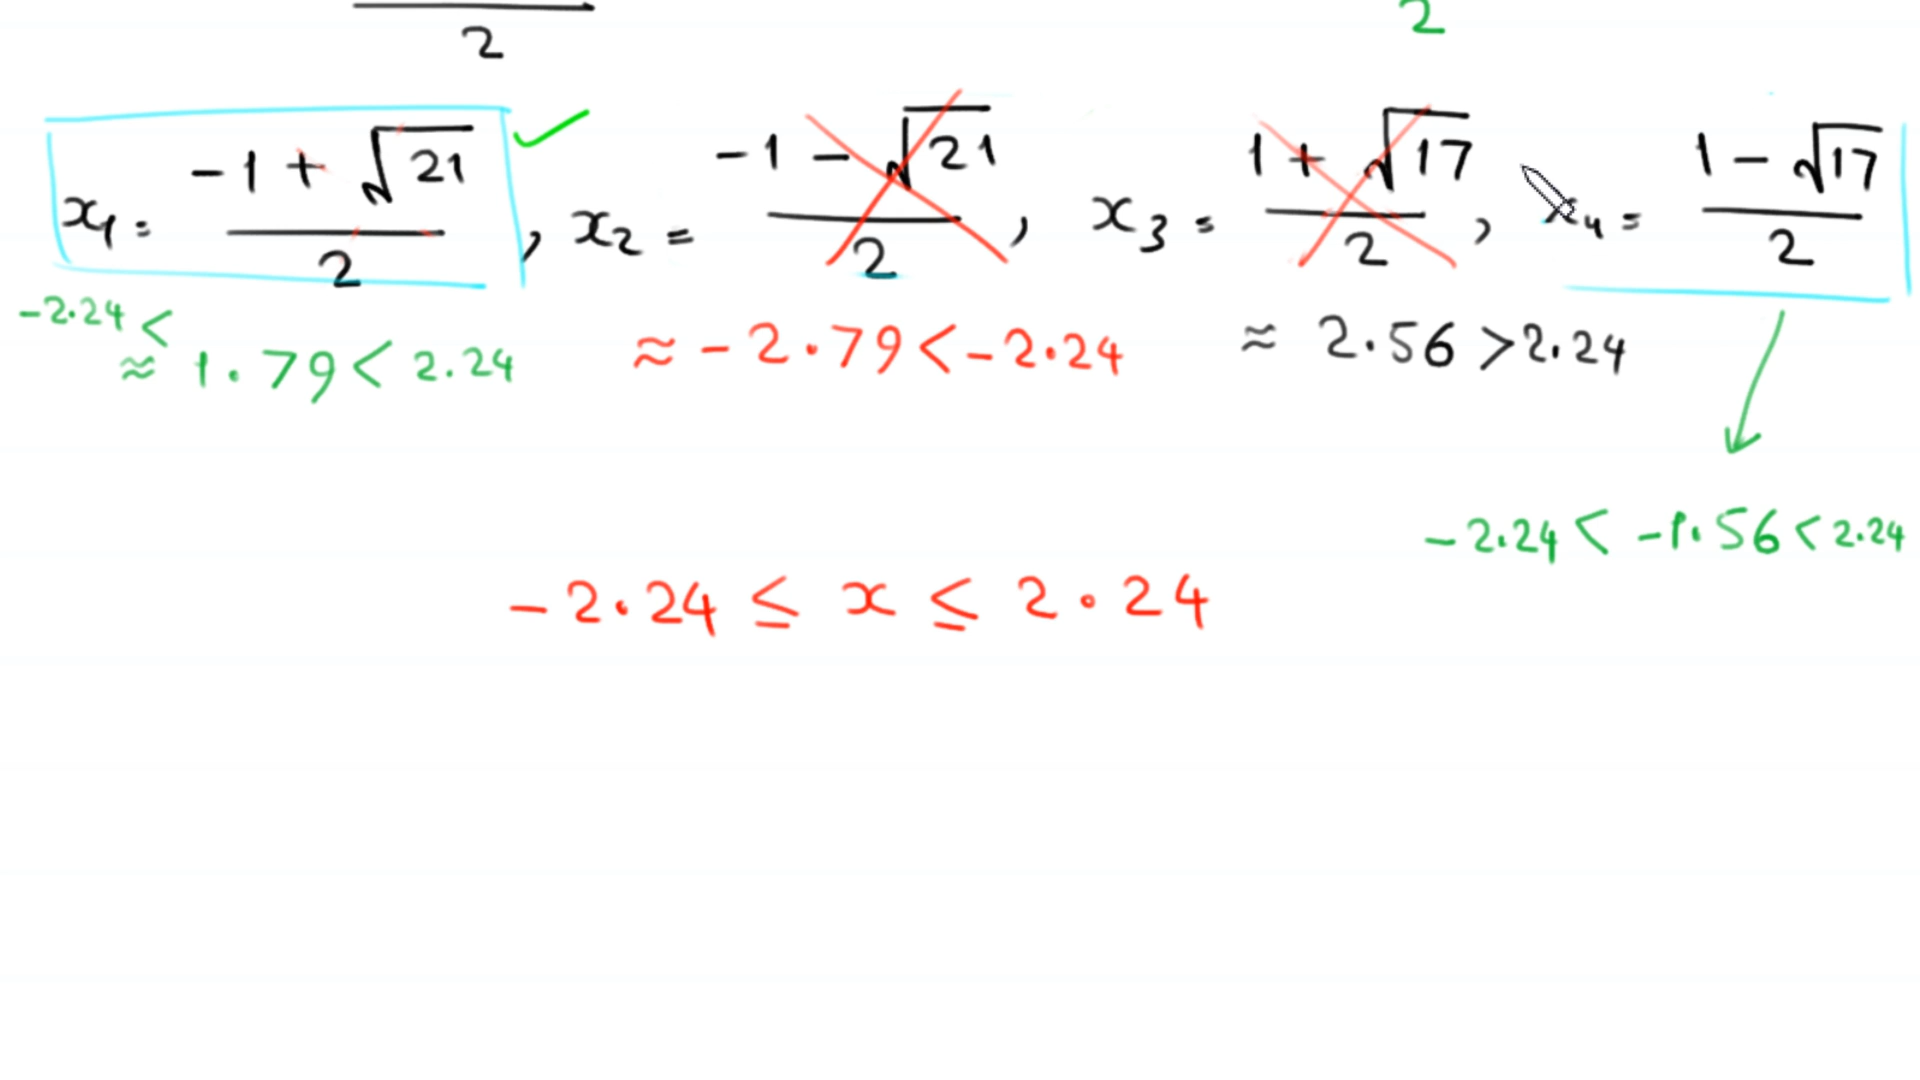 2 2
x₁ = (-1 + √21)/2 ✓, x₂ = (-1 - √21)/2, x₃ = (1 + √17)/2, x₄ = (1 - √17)/2
-2.24 < ≈ 1.79 < 2.24 ≈ -2.79 < -2.24 ≈ 2.56 > 2.24
-2.24 < -1.56 < 2.24
-2.24 ≤ x ≤ 2.24